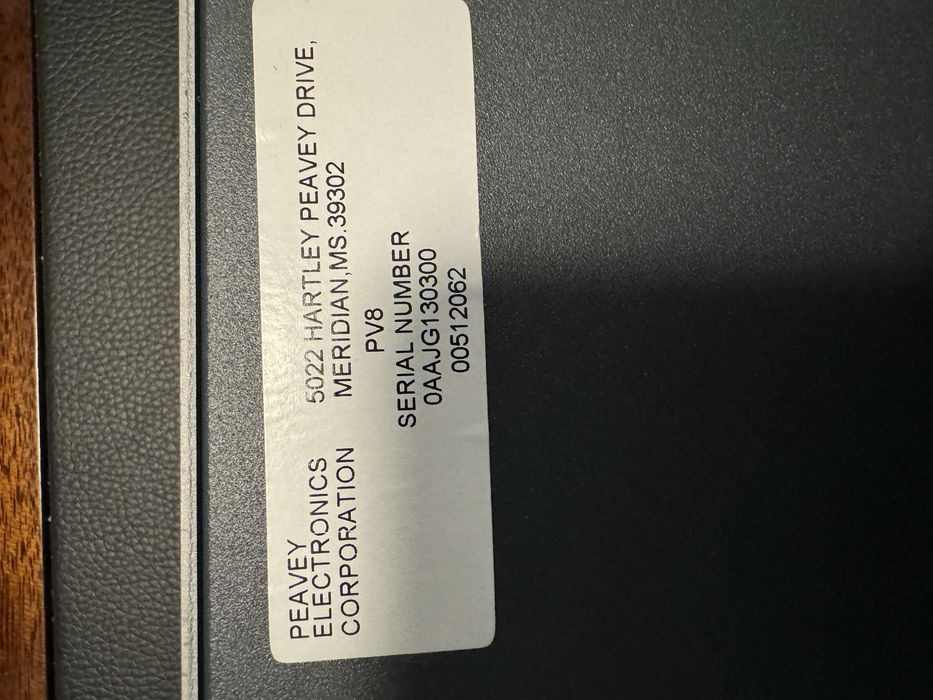 PEAVEY
ELECTRONICS
CORPORATION
5022 HARTLEY PEAVEY DRIVE,
MERIDIAN,MS.39302
PV8
SERIAL NUMBER
0AAJG130300
00512062